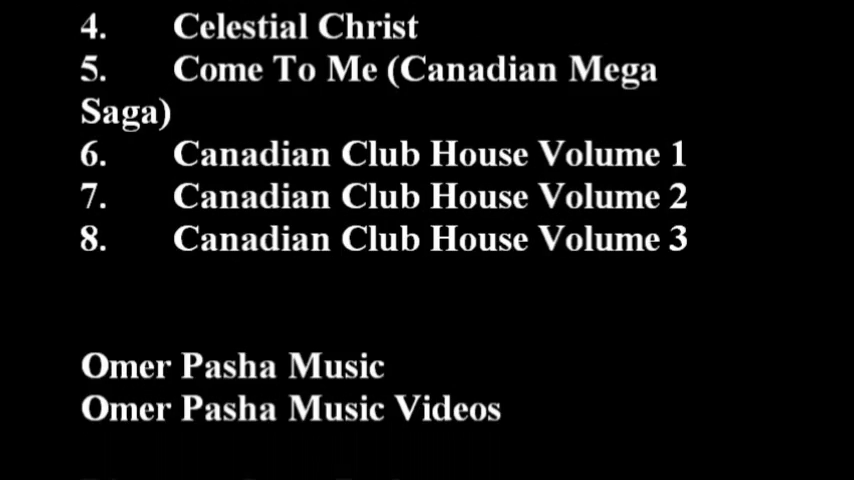 4. Celestial Christ
5. Come To Me (Canadian Mega
Saga)
6. Canadian Club House Volume 1
7. Canadian Club House Volume 2
8. Canadian Club House Volume 3
Omer Pasha Music
Omer Pasha Music Videos